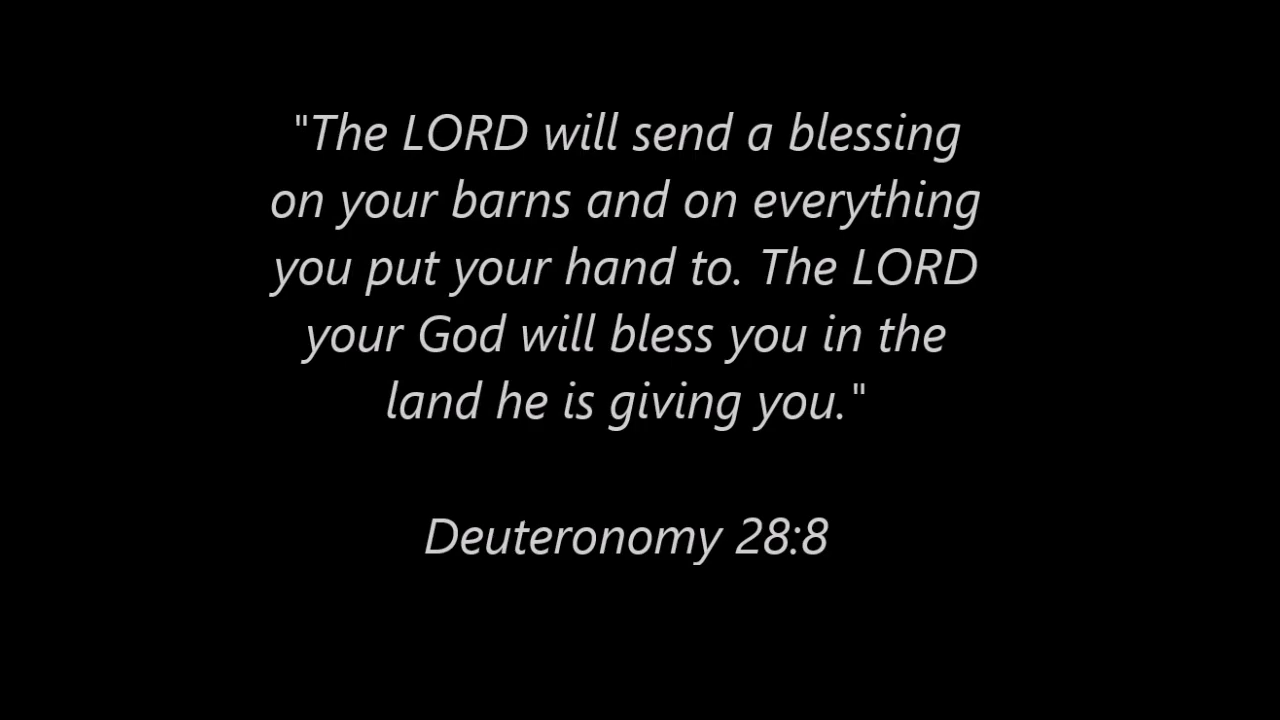 "The LORD will send a blessing
on your barns and on everything
you put your hand to. The LORD
your God will bless you in the
land he is giving you."
Deuteronomy 28:8